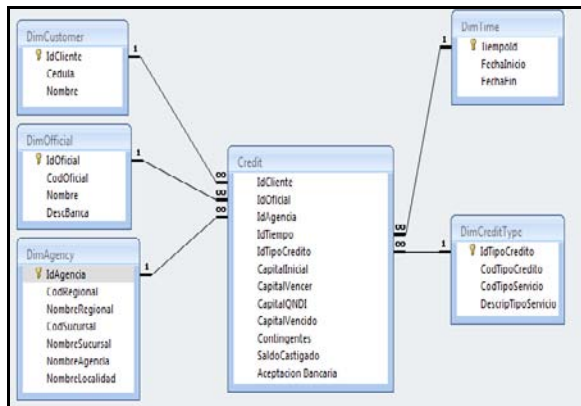 DimCustomer
IdCliente
Cedula
Nombre
1
DimOfficial
IdOficial
CodOficial
Nombre
DescBanca
1
DimAgency
IdAgencia
CodRegional
NombreRegional
CodSucursal
NombreSucursal
NombreAgencia
NombreLocalidad
1
Credit
IdCliente
IdOficial
IdAgencia
IdTiempo
IdTipoCredito
CapitalInicial
CapitalVencer
CapitalQNDI
CapitalVencido
Contingentes
SaldoCastigado
Aceptacion Bancaria
∞
∞
∞
∞
∞
DimTime
TiempoId
FechaInicio
FechaFin
1
DimCreditType
IdTipoCredito
CodTipoCredito
CodTipoServicio
DescripTipoServicio
1